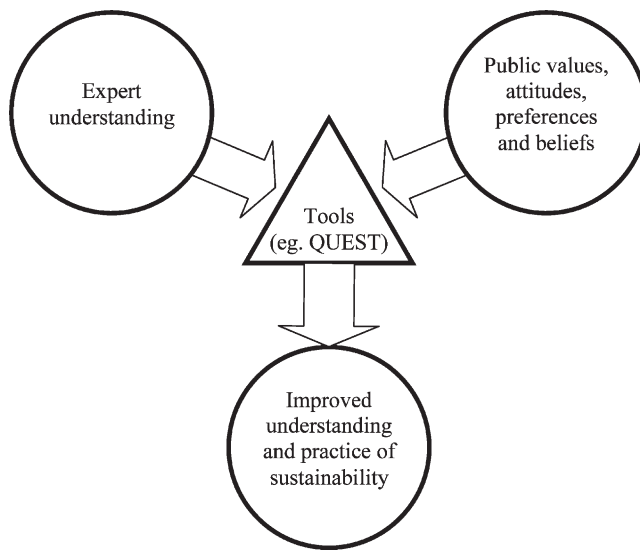 Expert
understanding
Public values,
attitudes,
preferences
and beliefs
Tools
(eg. QUEST)
Improved
understanding
and practice of
sustainability